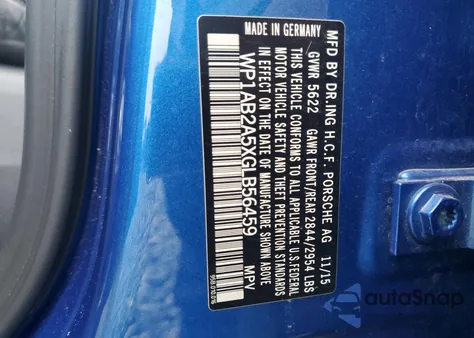 MFD BY DR.ING H.C.F. PORSCHE AG 11/15
GVWR 5622 GAWR FRONT/REAR 2844/2954 LBS
THIS VEHICLE CONFORMS TO ALL APPLICABLE U.S.FEDERAL
MOTOR VEHICLE SAFETY AND THEFT PREVENTION STANDARDS
IN EFFECT ON THE DATE OF MANUFACTURE SHOWN ABOVE
WP1AB2A5XGLB56459 MPV
GERMANY
autoSnap